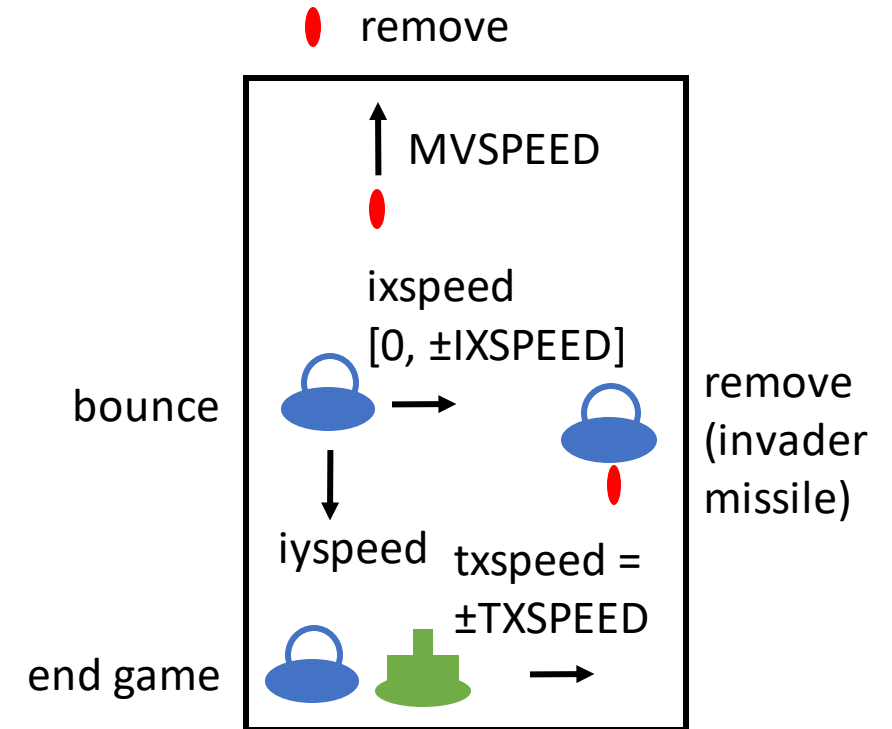 remove
MVSPEED
ixspeed
[0, ±IXSPEED]
bounce
remove
(invader
missile)
iyspeed
txspeed =
±TXSPEED
end game